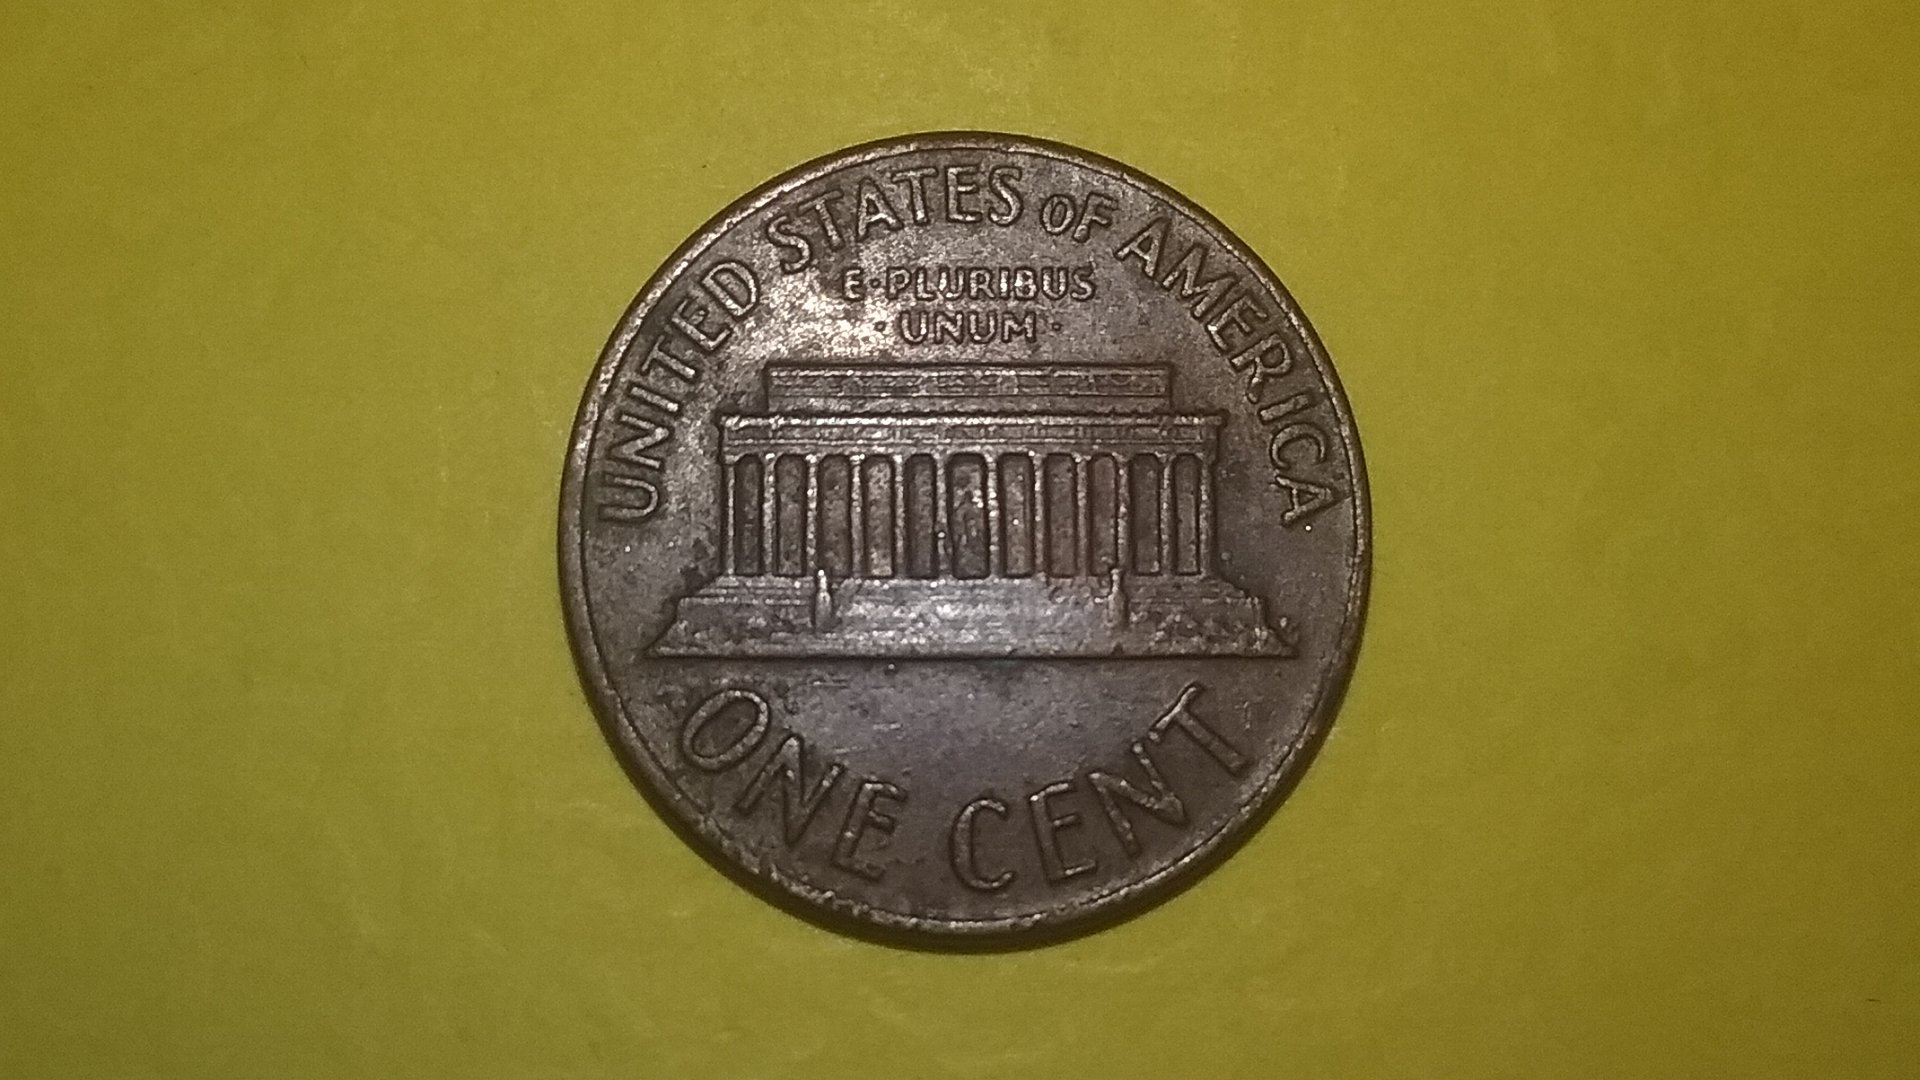 UNITED STATES OF AMERICA
E·PLURIBUS
·UNUM·
ONE CENT